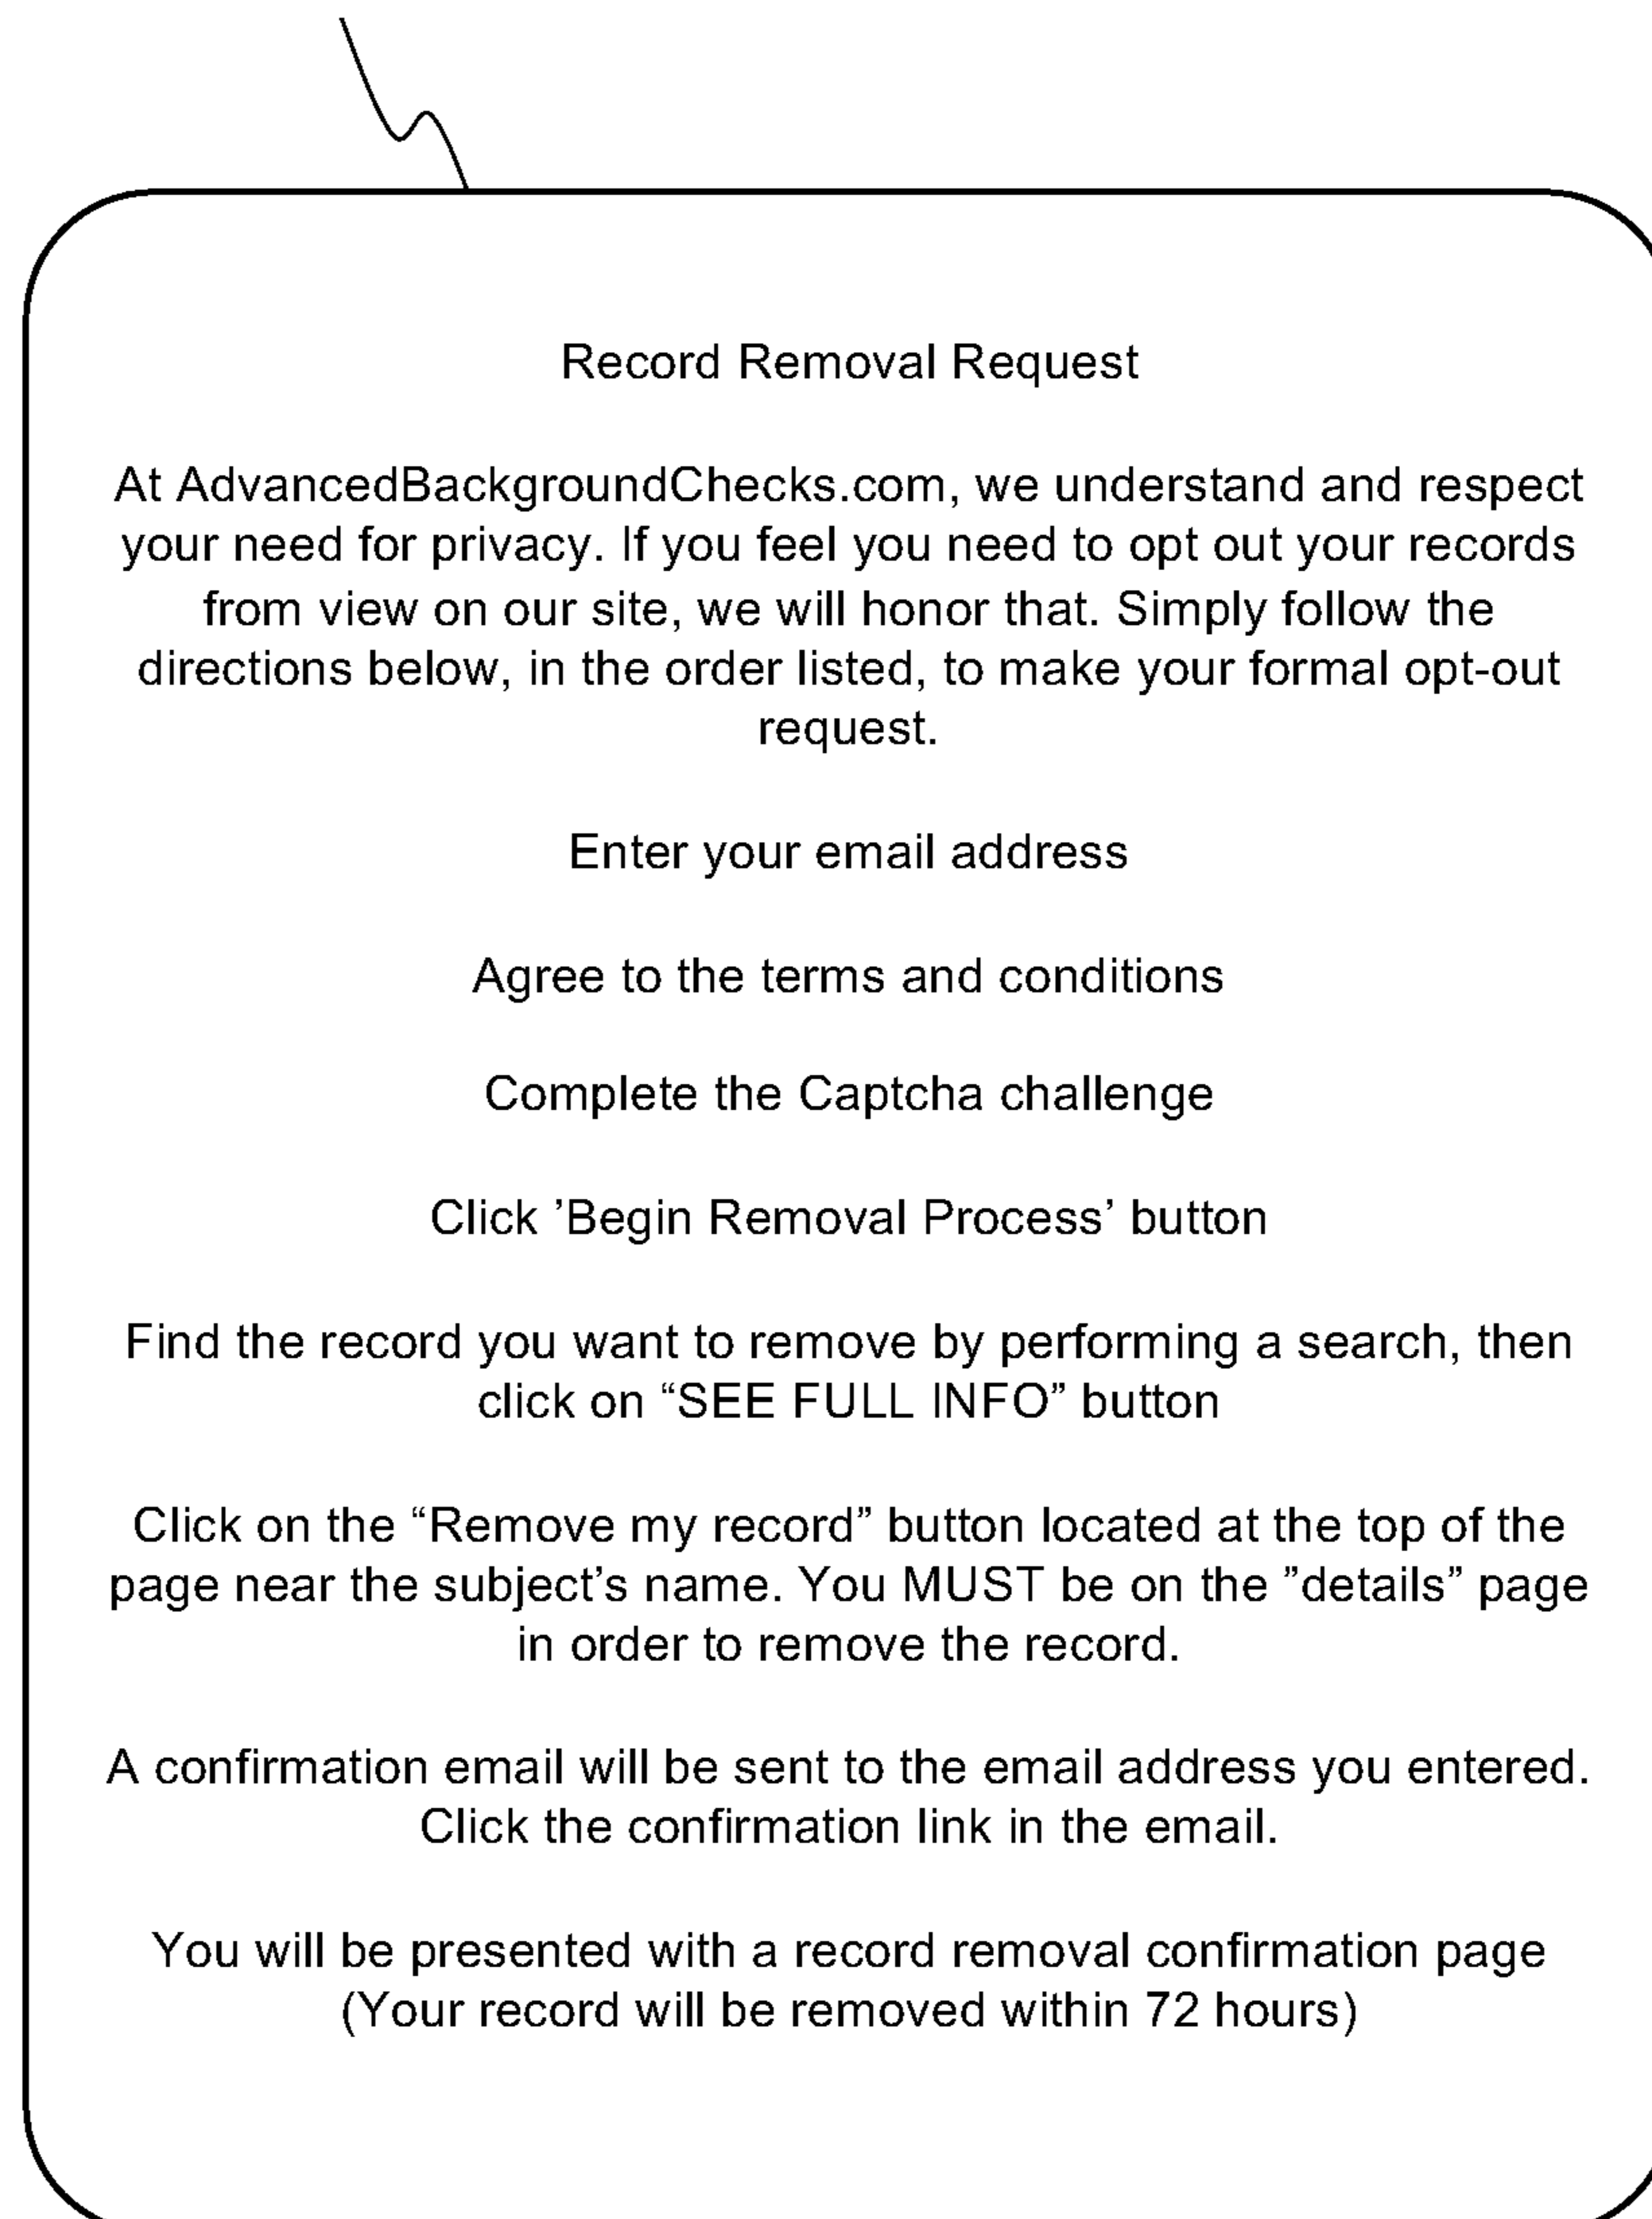 Record Removal Request
At AdvancedBackgroundChecks.com, we understand and respect
your need for privacy. If you feel you need to opt out your records
from view on our site, we will honor that. Simply follow the
directions below, in the order listed, to make your formal opt-out
request.
Enter your email address
Agree to the terms and conditions
Complete the Captcha challenge
Click ’Begin Removal Process’ button
Find the record you want to remove by performing a search, then
click on “SEE FULL INFO” button
Click on the “Remove my record” button located at the top of the
page near the subject’s name. You MUST be on the ”details” page
in order to remove the record.
A confirmation email will be sent to the email address you entered.
Click the confirmation link in the email.
You will be presented with a record removal confirmation page
(Your record will be removed within 72 hours)